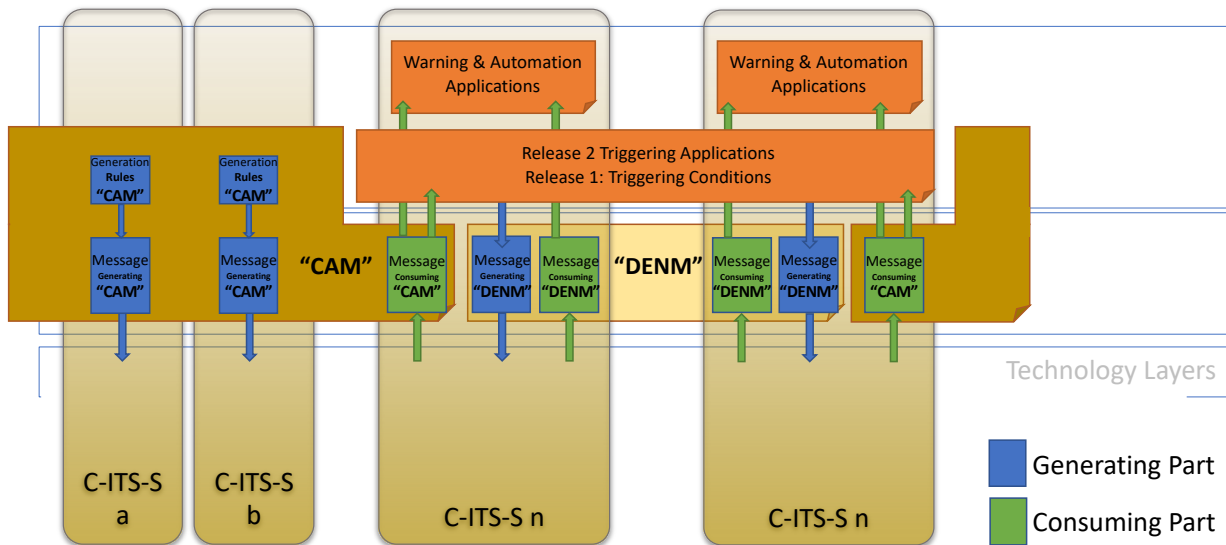 Warning & Automation
Applications
Warning & Automation
Applications
Release 2 Triggering Applications
Release 1: Triggering Conditions
Generation
Rules
“CAM”
Generation
Rules
“CAM”
Message
Generating
“CAM”
Message
Generating
“CAM”
“CAM”
Message
Consuming
“CAM”
Message
Generating
“DENM”
Message
Consuming
“DENM”
“DENM”
Message
Consuming
“DENM”
Message
Generating
“DENM”
Message
Consuming
“CAM”
Technology Layers
C-ITS-S
a
C-ITS-S
b
C-ITS-S n
C-ITS-S n
Generating Part
Consuming Part